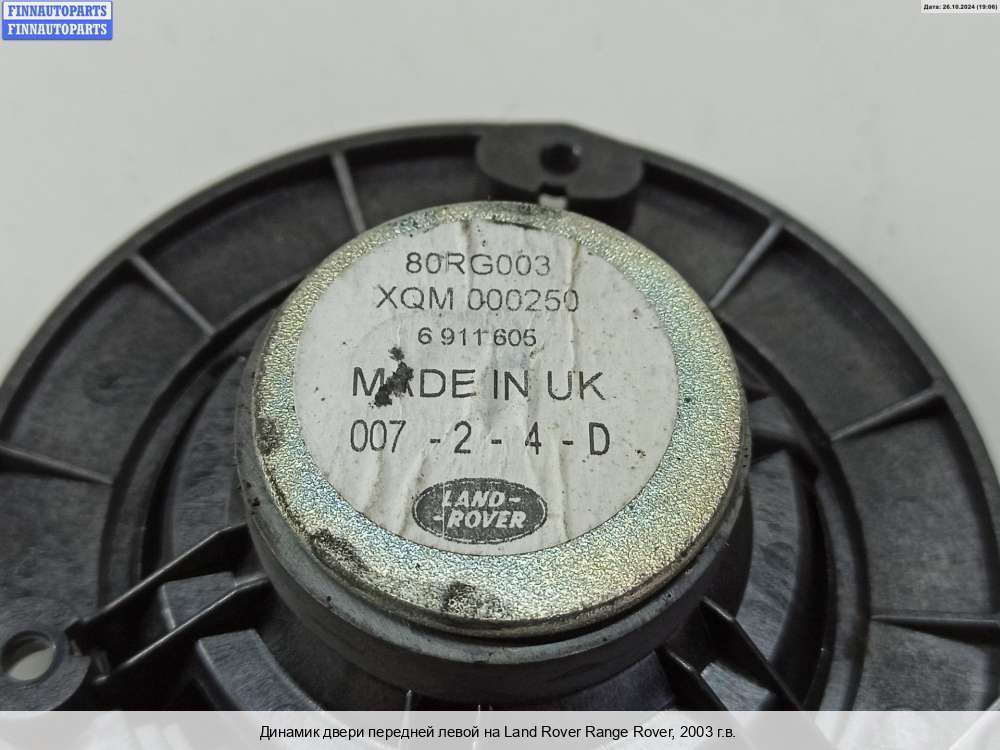 FINNAUTOPARTS
FINNAUTOPARTS
Дата: 26.10.2024 (19:06)
80RG003
XQM 000250
6 911 605
MADE IN UK
007 - 2 - 4 - D
LAND-
-ROVER
Динамик двери передней левой на Land Rover Range Rover, 2003 г.в.